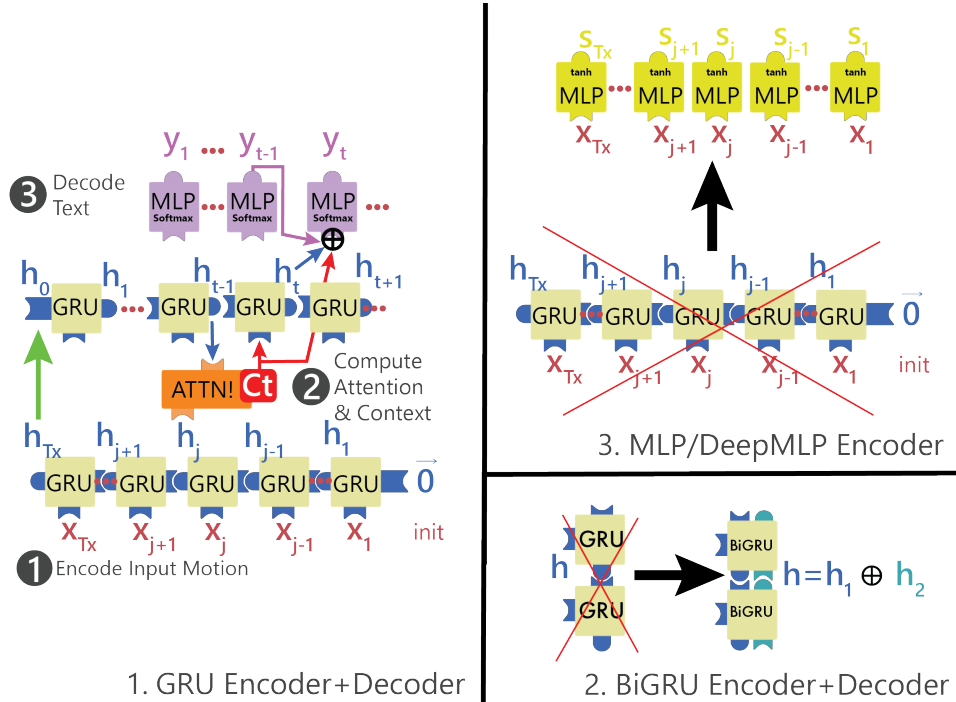 y1 ••• yt-1 yt
3 Decode
Text
MLP Softmax ••• MLP Softmax MLP Softmax •••
⊕
h0 h1 ht-1 ht ht+1
GRU ••• GRU GRU GRU •••
ATTN! Ct
2 Compute
Attention
& Context
hTx hj+1 hj hj-1 h1
GRU ••• GRU GRU GRU ••• GRU 0
xTx xj+1 xj xj-1 x1 init
1 Encode Input Motion
1. GRU Encoder+Decoder
sTx sj+1 sj sj-1 s1
tanh tanh tanh tanh tanh
MLP ••• MLP MLP MLP ••• MLP
xTx xj+1 xj xj-1 x1
hTx hj+1 hj hj-1 h1
GRU ••• GRU GRU GRU ••• GRU 0
xTx xj+1 xj xj-1 x1 init
3. MLP/DeepMLP Encoder
GRU BiGRU
h h=h1 ⊕ h2
GRU BiGRU
2. BiGRU Encoder+Decoder